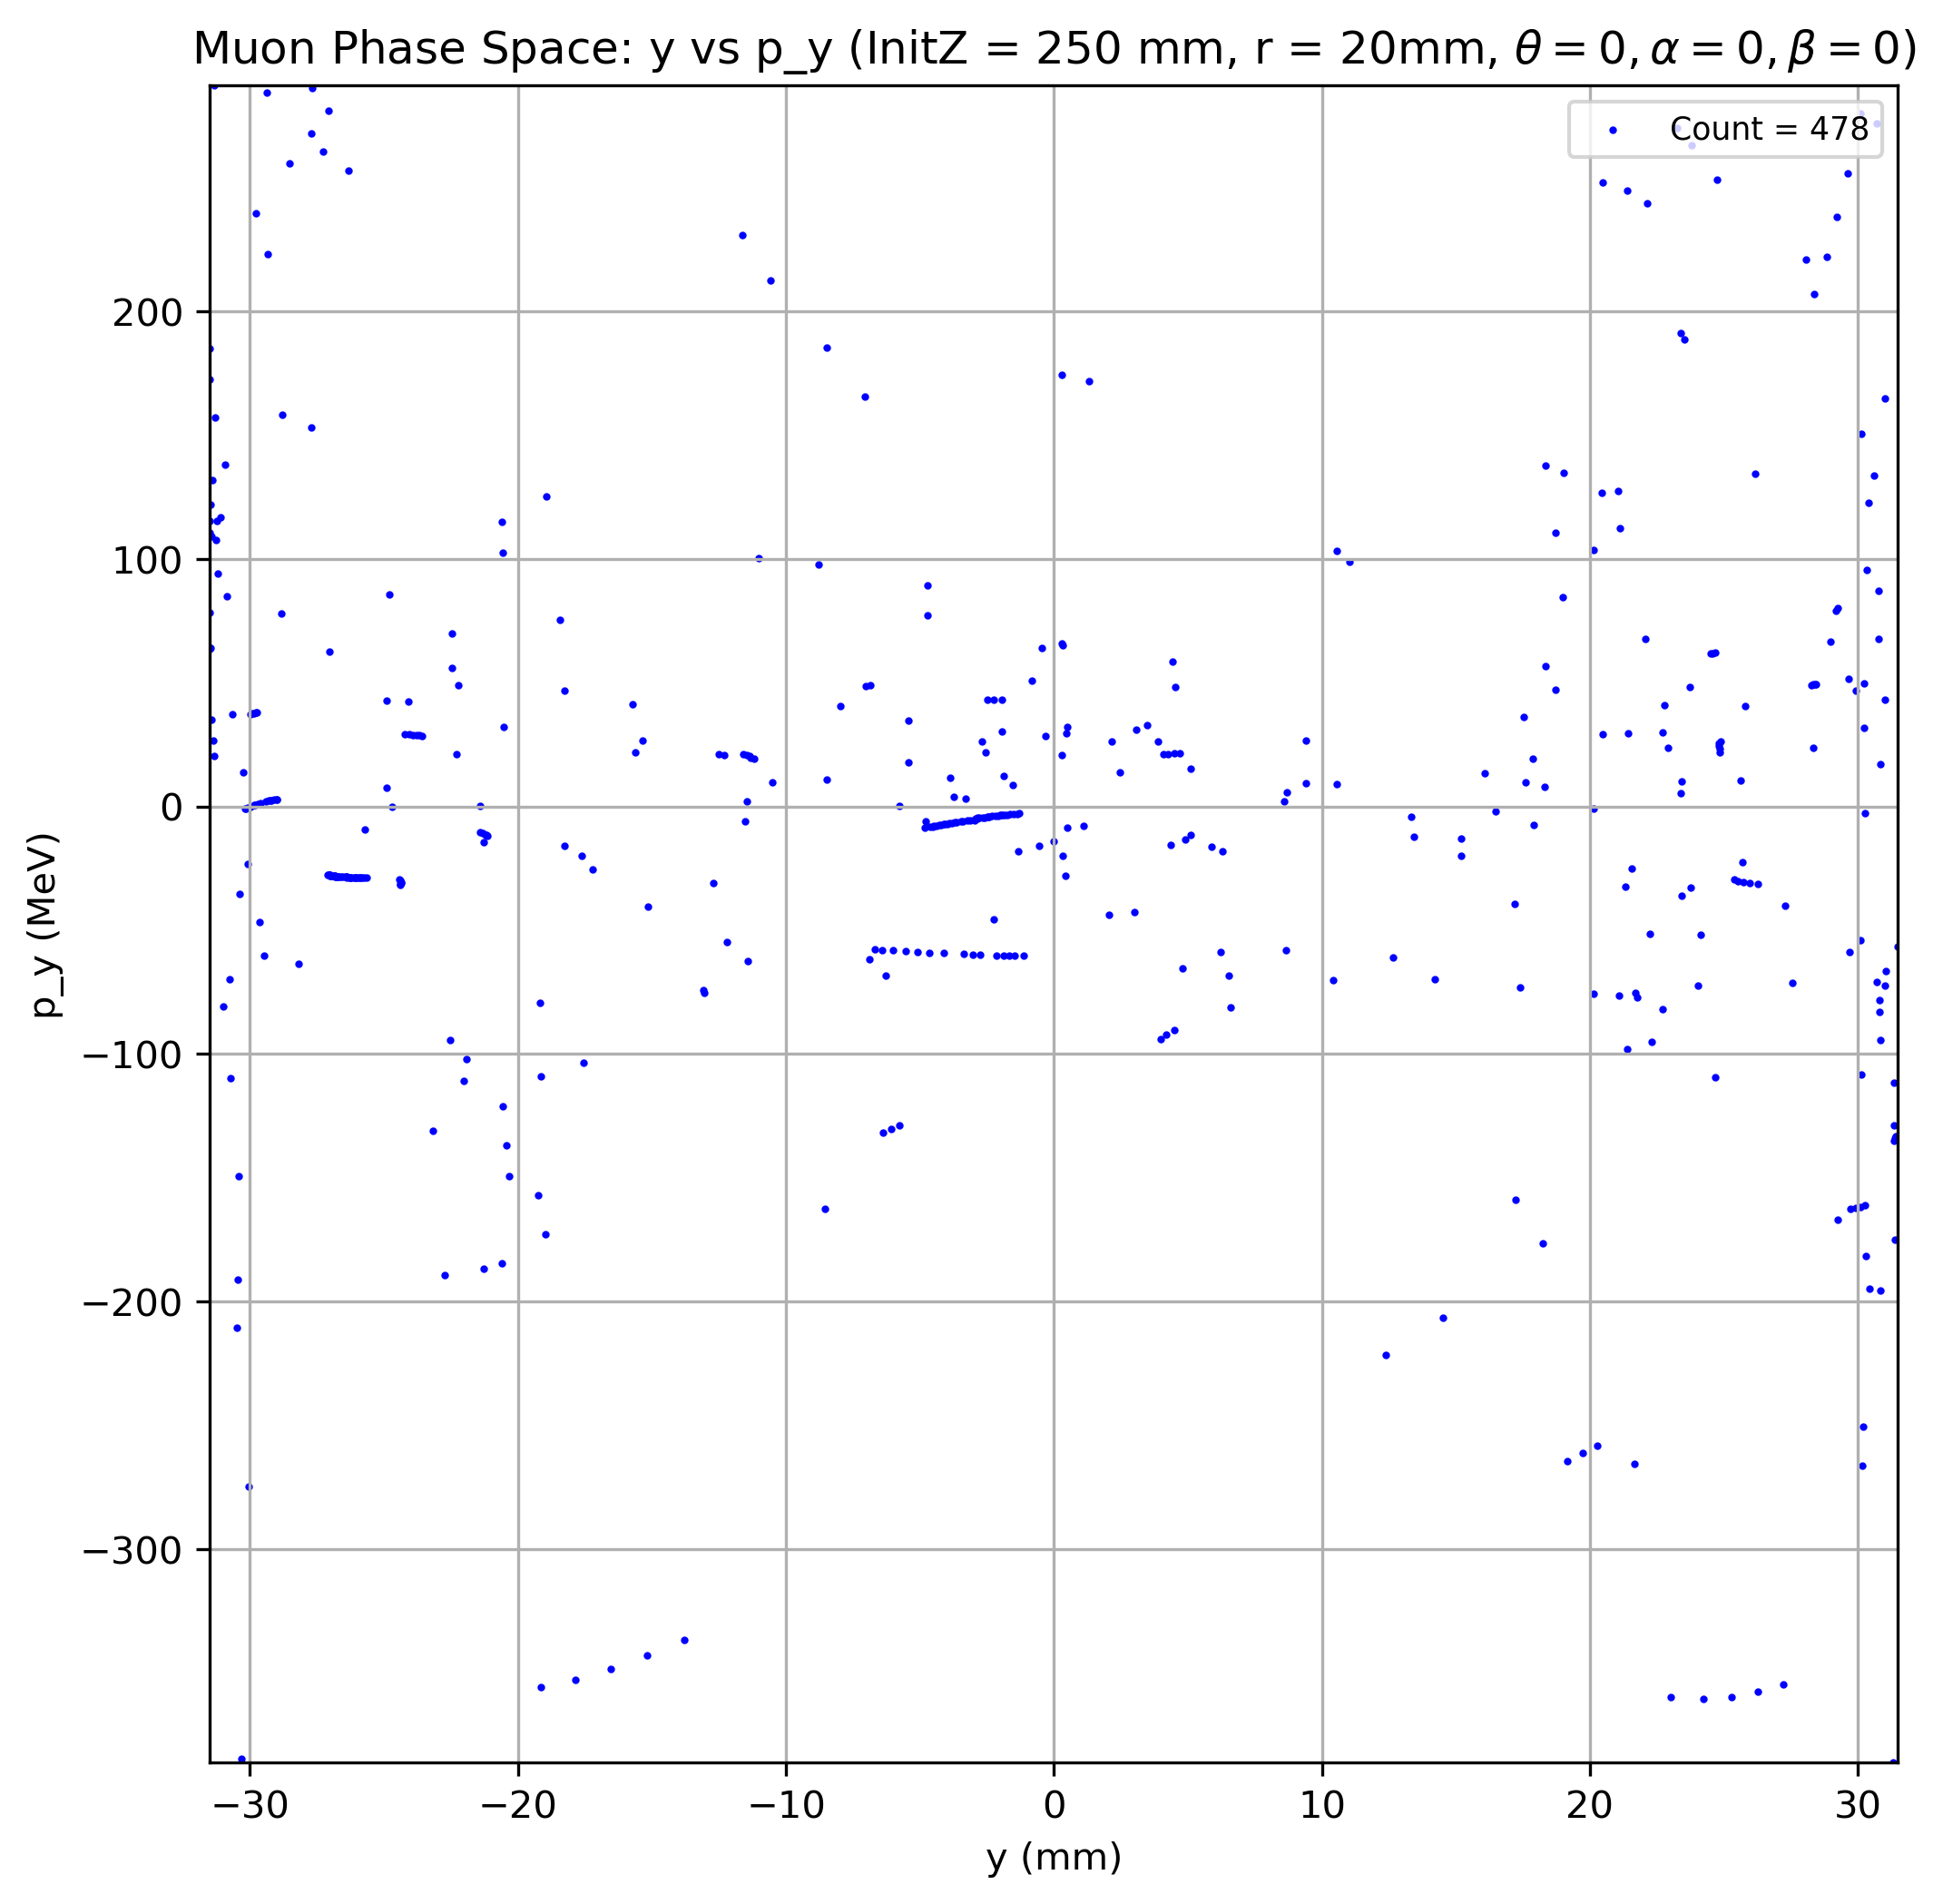 Muon Phase Space: y vs p_y (InitZ = 250 mm, r = 20mm, θ = 0, α = 0, β = 0)
Count = 478
200
100
0
−100
−200
−300
p_y (MeV)
−30 −20 −10 0 10 20 30
y (mm)